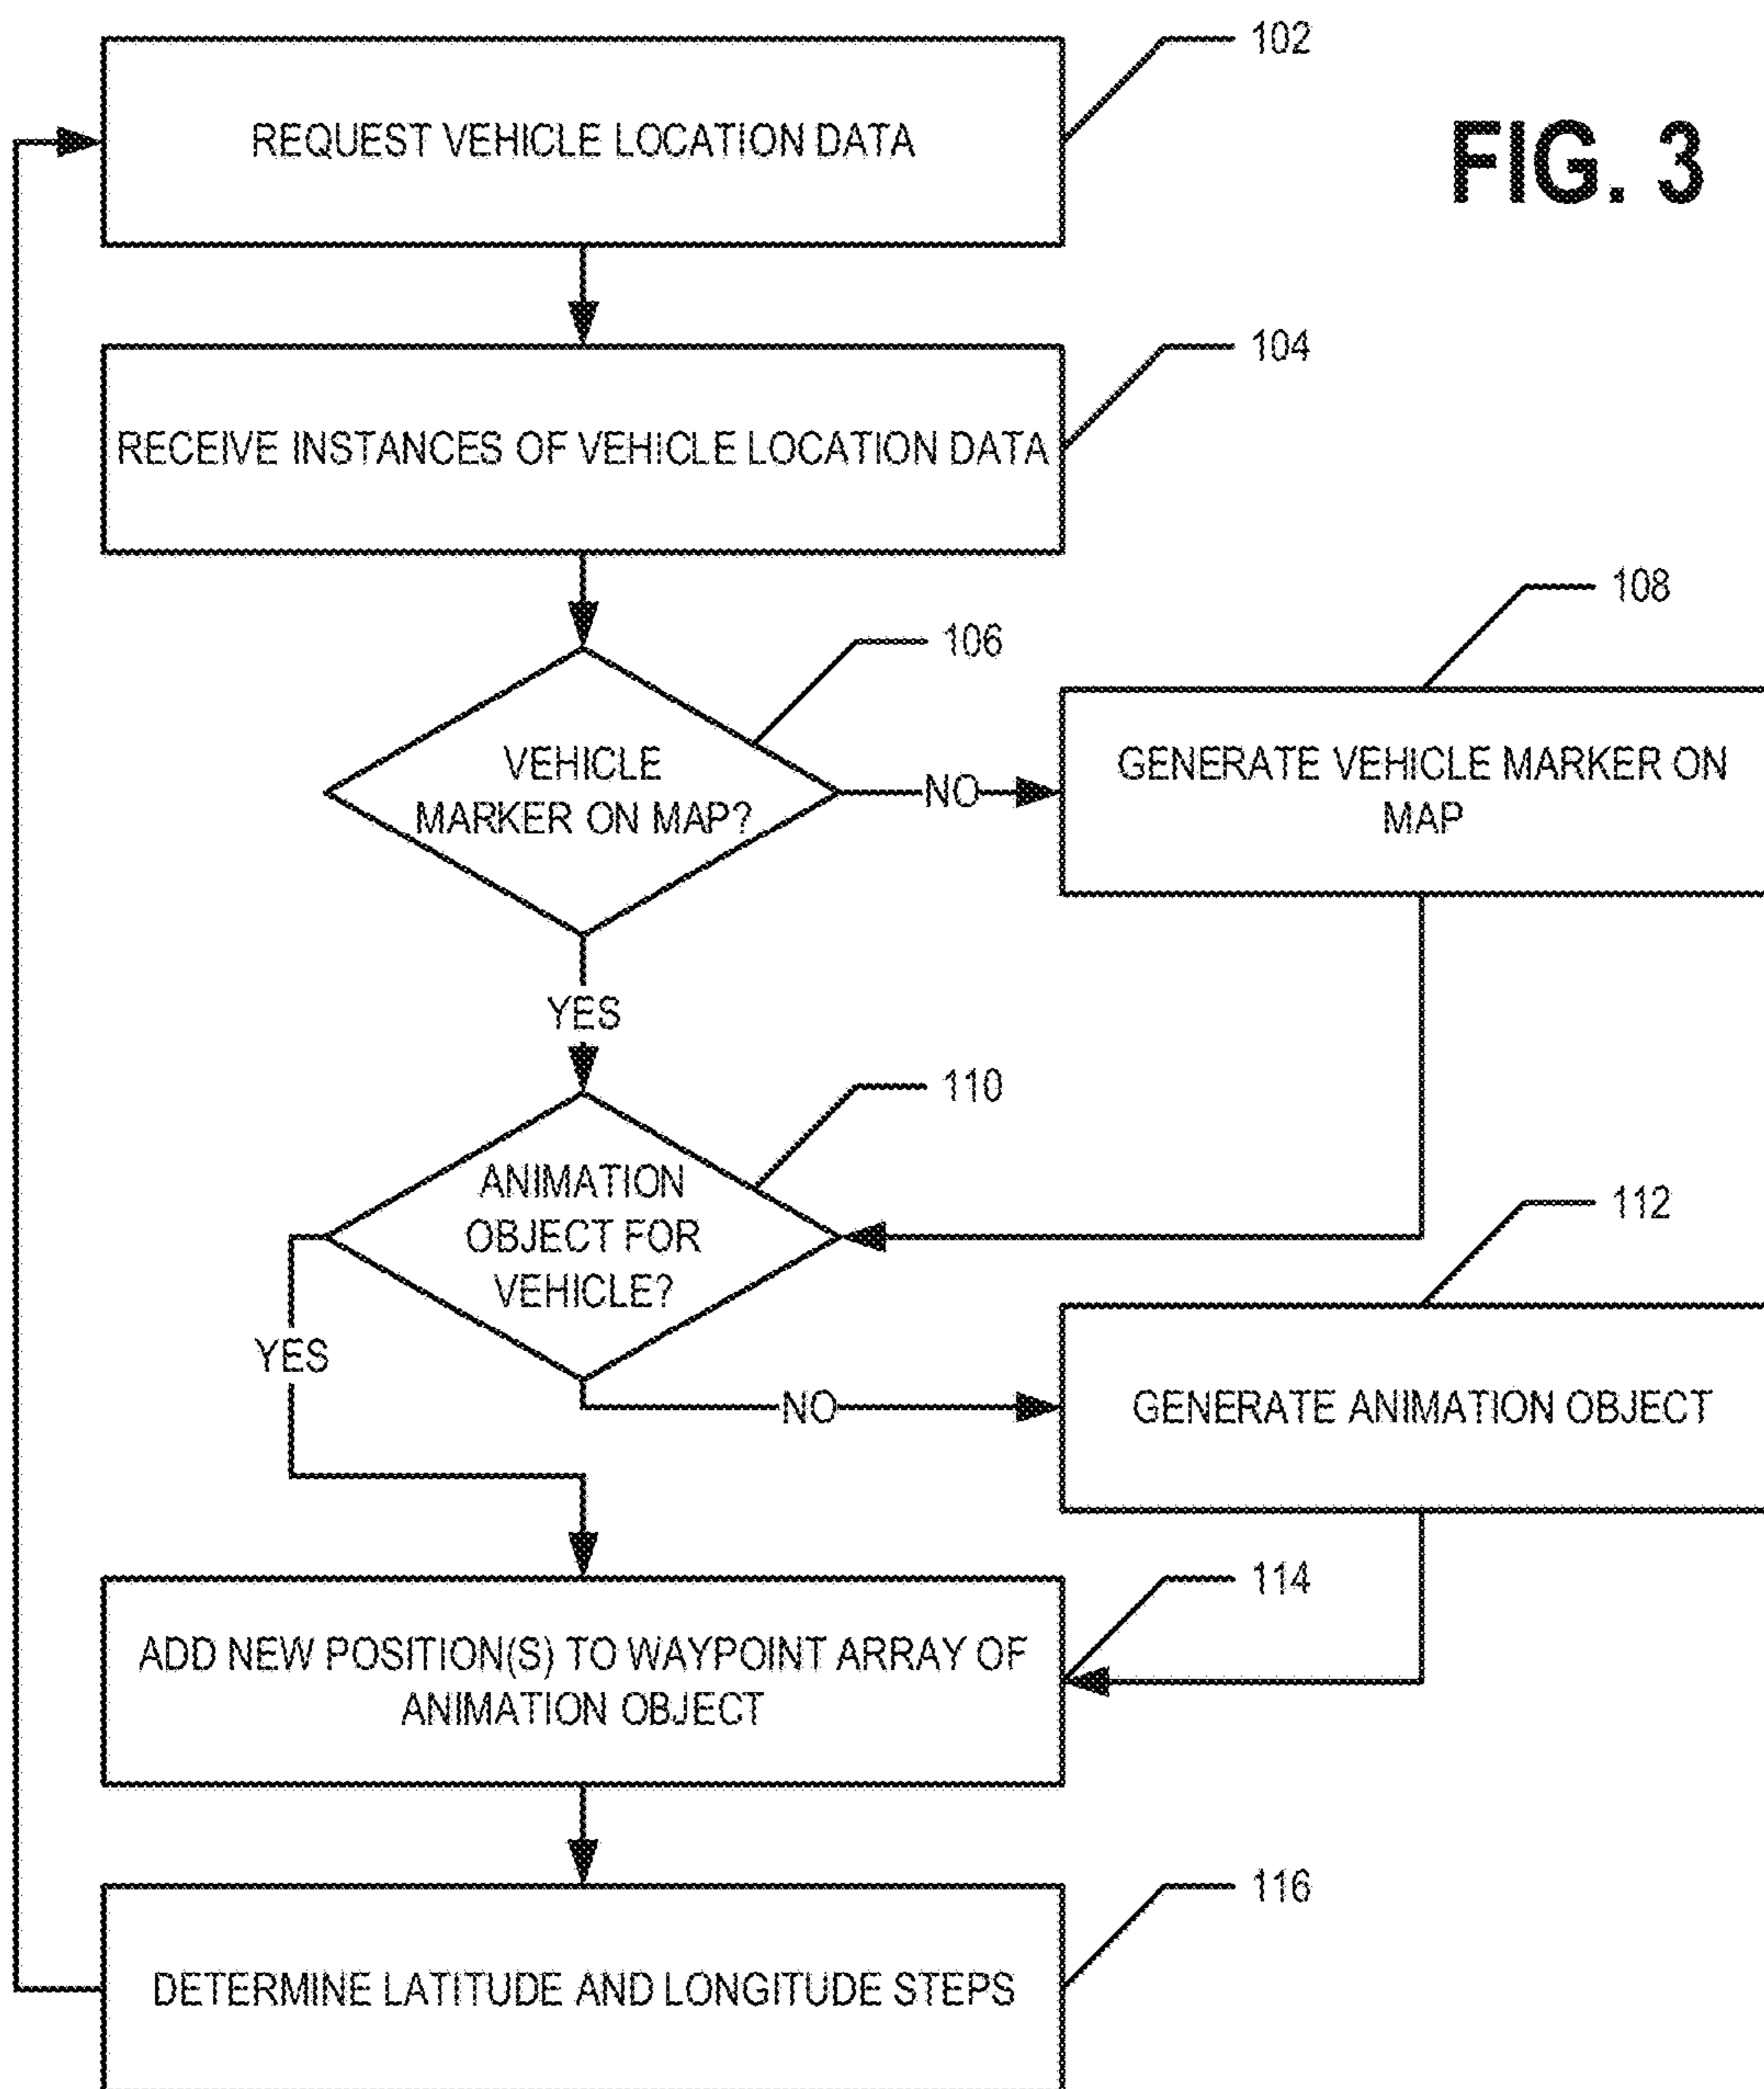 102
FIG. 3
REQUEST VEHICLE LOCATION DATA
104
RECEIVE INSTANCES OF VEHICLE LOCATION DATA
106
108
VEHICLE
MARKER ON MAP?
NO
GENERATE VEHICLE MARKER ON
MAP
YES
110
ANIMATION
OBJECT FOR
VEHICLE?
112
YES
NO
GENERATE ANIMATION OBJECT
114
ADD NEW POSITION(S) TO WAYPOINT ARRAY OF
ANIMATION OBJECT
116
DETERMINE LATITUDE AND LONGITUDE STEPS